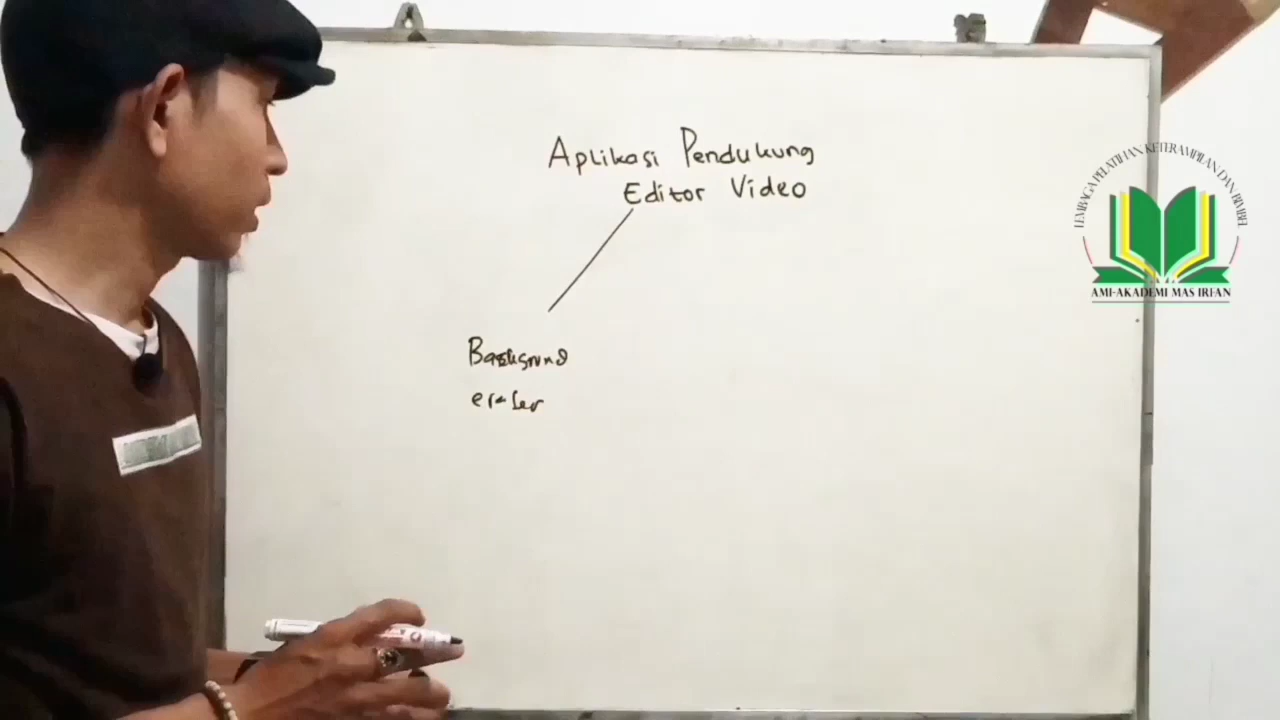 Aplikasi Pendukung
Editor Video
Background
eraser
LEMBAGA PELATIHAN KETERAMPILAN DAN BIMBEL
AMI-AKADEMI MAS IRFAN